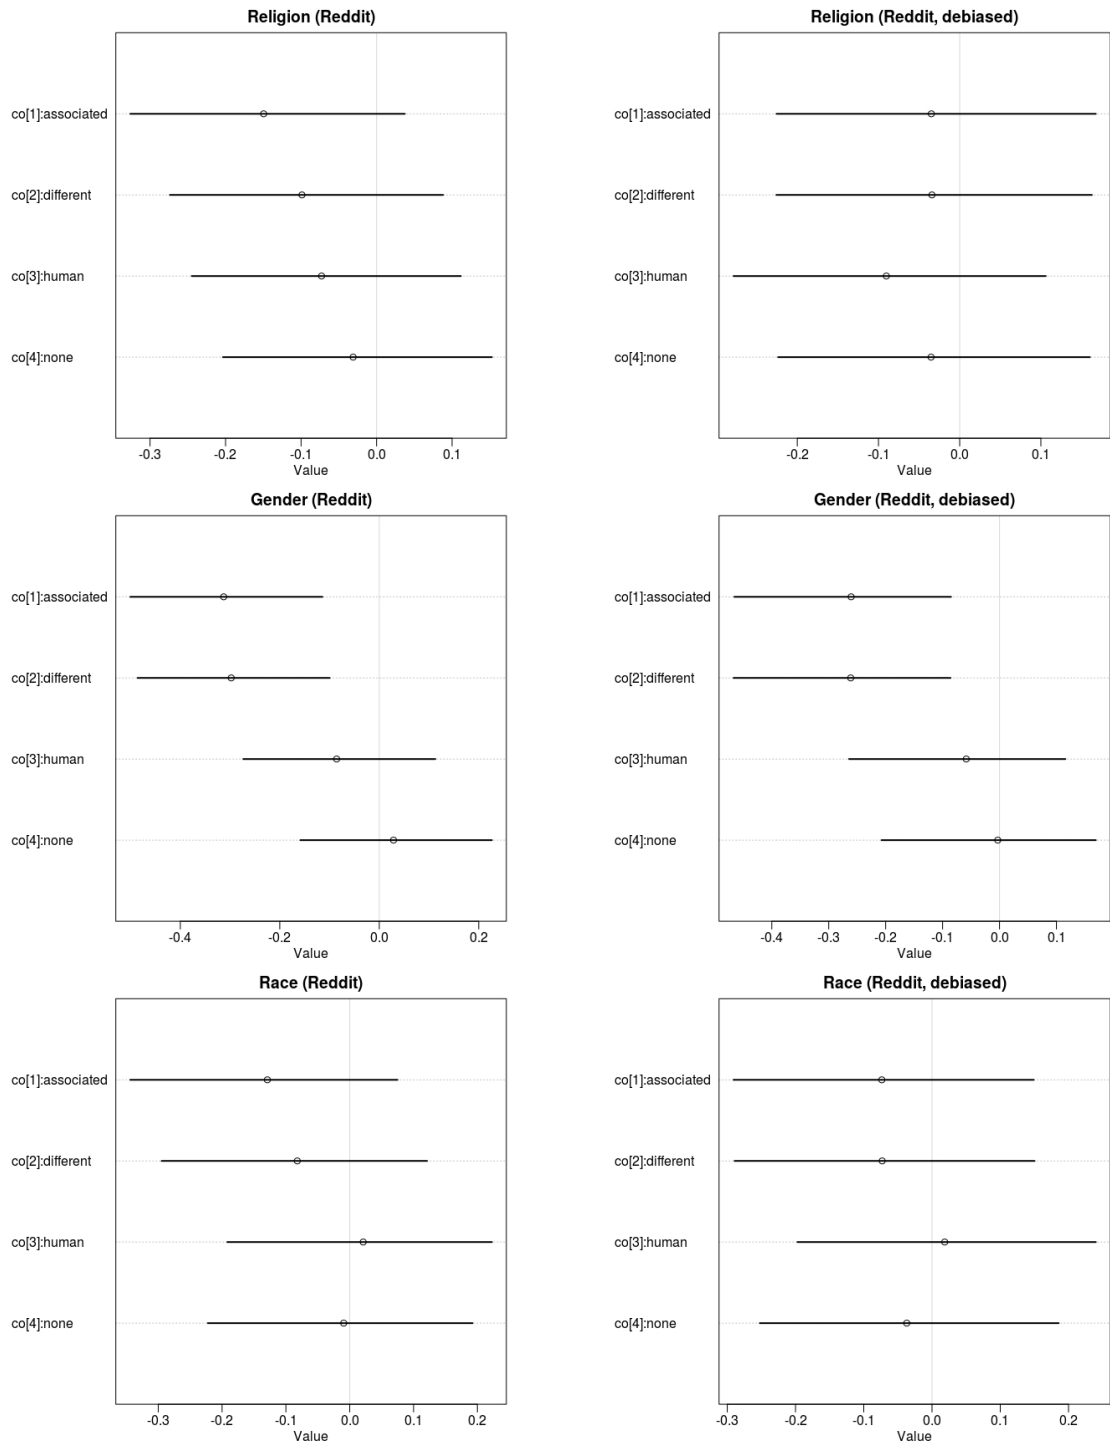 Religion (Reddit)
co[1]:associated
co[2]:different
co[3]:human
co[4]:none
-0.3 -0.2 -0.1 0.0 0.1
Value
Religion (Reddit, debiased)
co[1]:associated
co[2]:different
co[3]:human
co[4]:none
-0.2 -0.1 0.0 0.1
Value
Gender (Reddit)
co[1]:associated
co[2]:different
co[3]:human
co[4]:none
-0.4 -0.2 0.0 0.2
Value
Gender (Reddit, debiased)
co[1]:associated
co[2]:different
co[3]:human
co[4]:none
-0.4 -0.3 -0.2 -0.1 0.0 0.1
Value
Race (Reddit)
co[1]:associated
co[2]:different
co[3]:human
co[4]:none
-0.3 -0.2 -0.1 0.0 0.1 0.2
Value
Race (Reddit, debiased)
co[1]:associated
co[2]:different
co[3]:human
co[4]:none
-0.3 -0.2 -0.1 0.0 0.1 0.2
Value